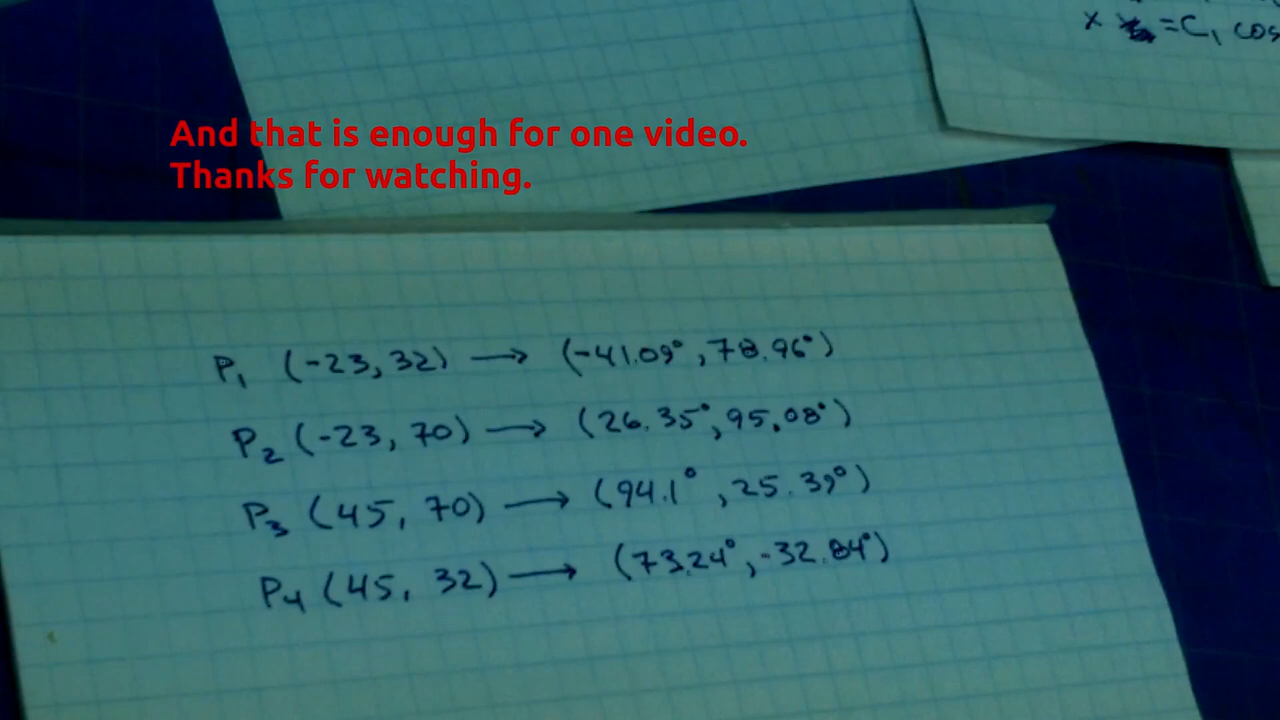 x = C₁ cos
And that is enough for one video.
Thanks for watching.
P₁ (-23, 32) → (-41.09°, 78.96°)
P₂ (-23, 70) → (26.35°, 95.08°)
P₃ (45, 70) → (94.1°, 25.39°)
P₄ (45, 32) → (73.24°, -32.84°)